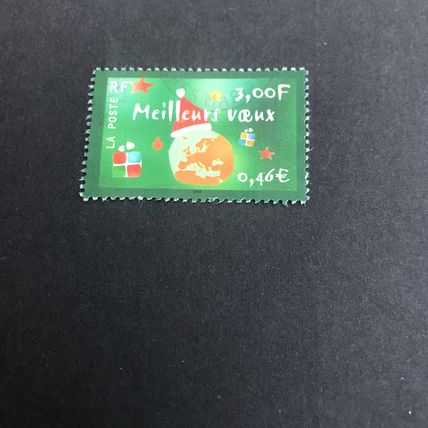 RF
3,00F
LA POSTE
Meilleurs vœux
0,46€